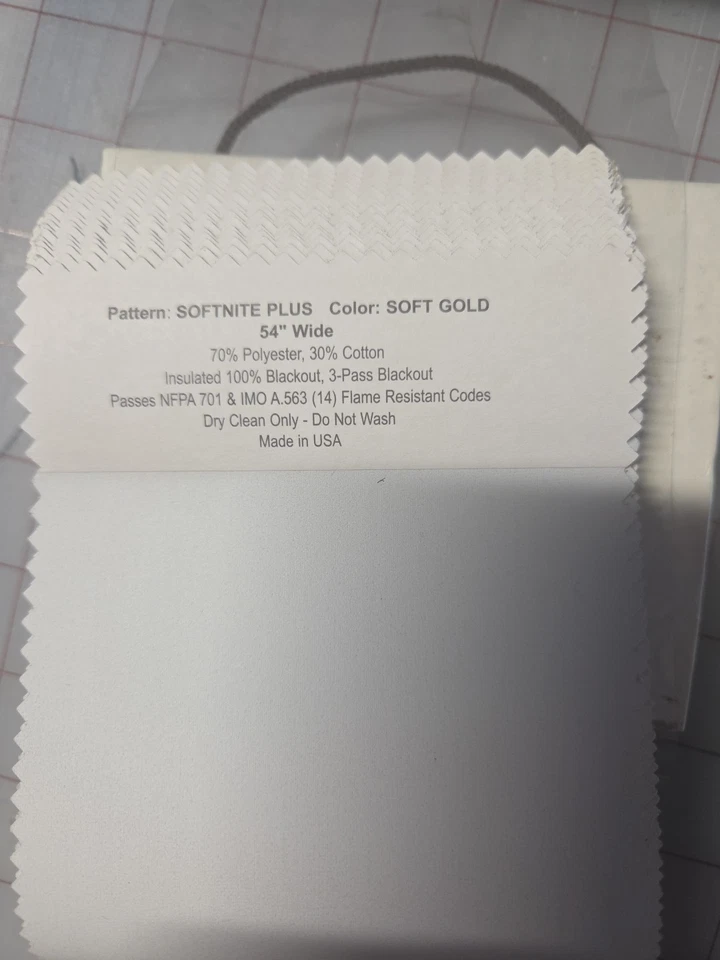 Pattern: SOFTNITE PLUS Color: SOFT GOLD
54" Wide
70% Polyester, 30% Cotton
Insulated 100% Blackout, 3-Pass Blackout
Passes NFPA 701 & IMO A.563 (14) Flame Resistant Codes
Dry Clean Only - Do Not Wash
Made in USA